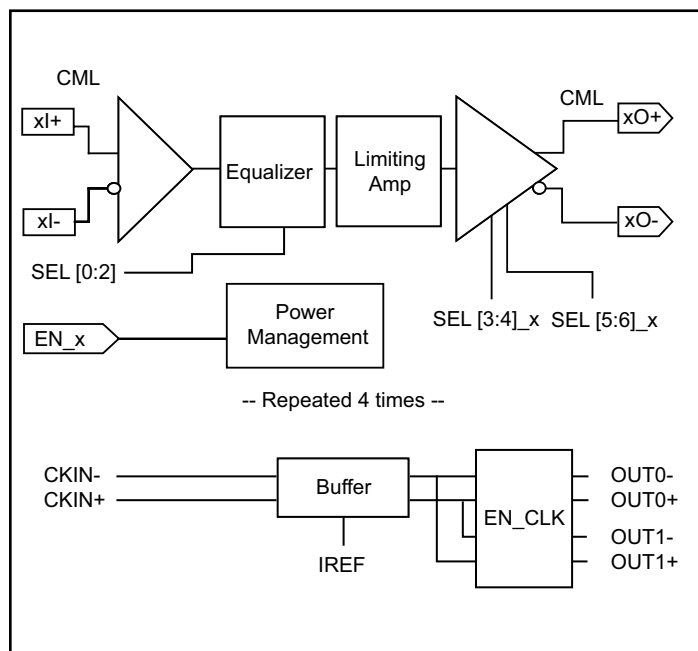 CML
xI+
xI-
Equalizer
Limiting
Amp
CML
xO+
xO-
SEL [0:2]
SEL [3:4]_x
SEL [5:6]_x
EN_x
Power
Management
-- Repeated 4 times --
CKIN-
CKIN+
Buffer
IREF
EN_CLK
OUT0-
OUT0+
OUT1-
OUT1+